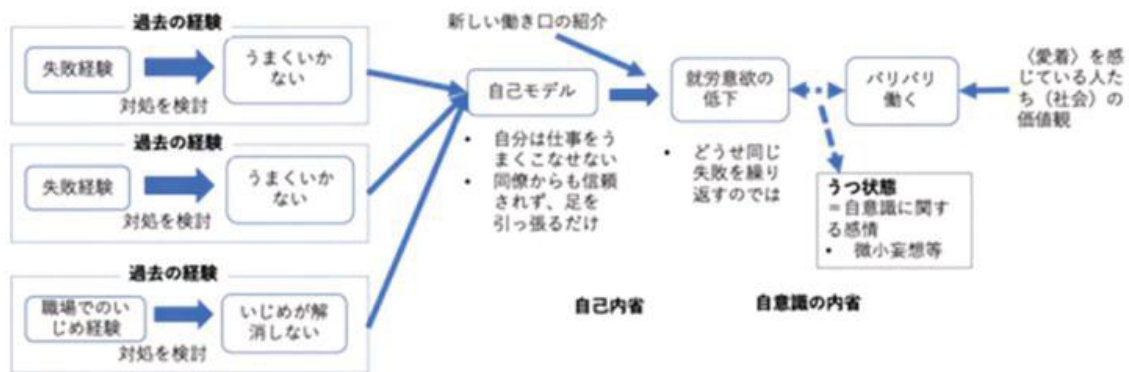 過去の経験
失敗経験
対処を検討
うまくいか
ない
過去の経験
失敗経験
対処を検討
うまくいか
ない
過去の経験
職場でのい
じめ経験
対処を検討
いじめが解
消しない
自己モデル
• 自分は仕事をう
まくこなせない
• 同僚からも信頼
されず、足を
引っ張るだけ
新しい働き口の紹介
就労意欲の
低下
• どうせ同じ
失敗を繰り
返すのでは
バリバリ
働く
〈愛着〉を感
じている人た
ち（社会）の
価値観
うつ状態
＝自意識に関す
る感情
• 微小妄想等
自己内省
自意識の内省